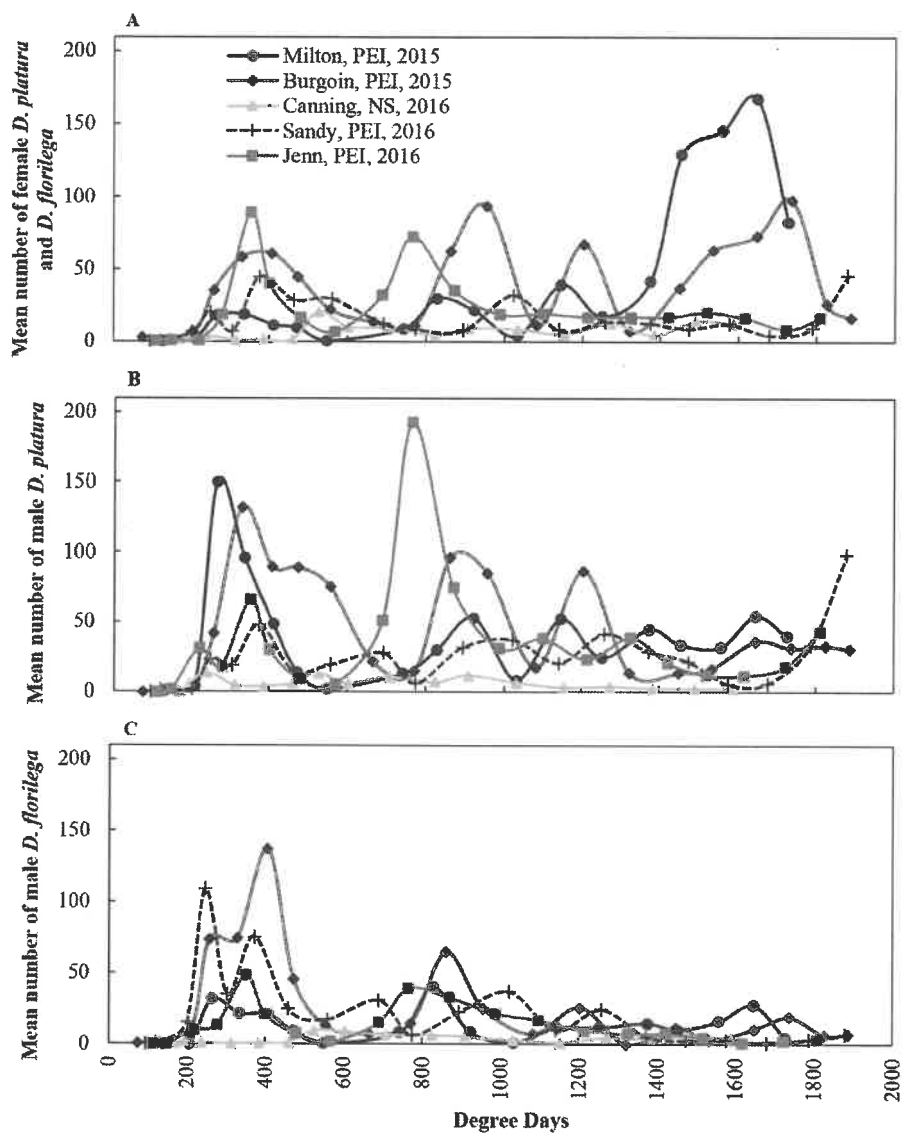 A
200
150
100
50
0
Mean number of female D. platura
and D. florilega
Milton, PEI, 2015
Burgoin, PEI, 2015
Canning, NS, 2016
Sandy, PEI, 2016
Jenn, PEI, 2016
B
200
150
100
50
0
Mean number of male D. platura
C
200
150
100
50
0
Mean number of male D. florilega
0
200
400
600
800
1000
1200
1400
1600
1800
2000
Degree Days